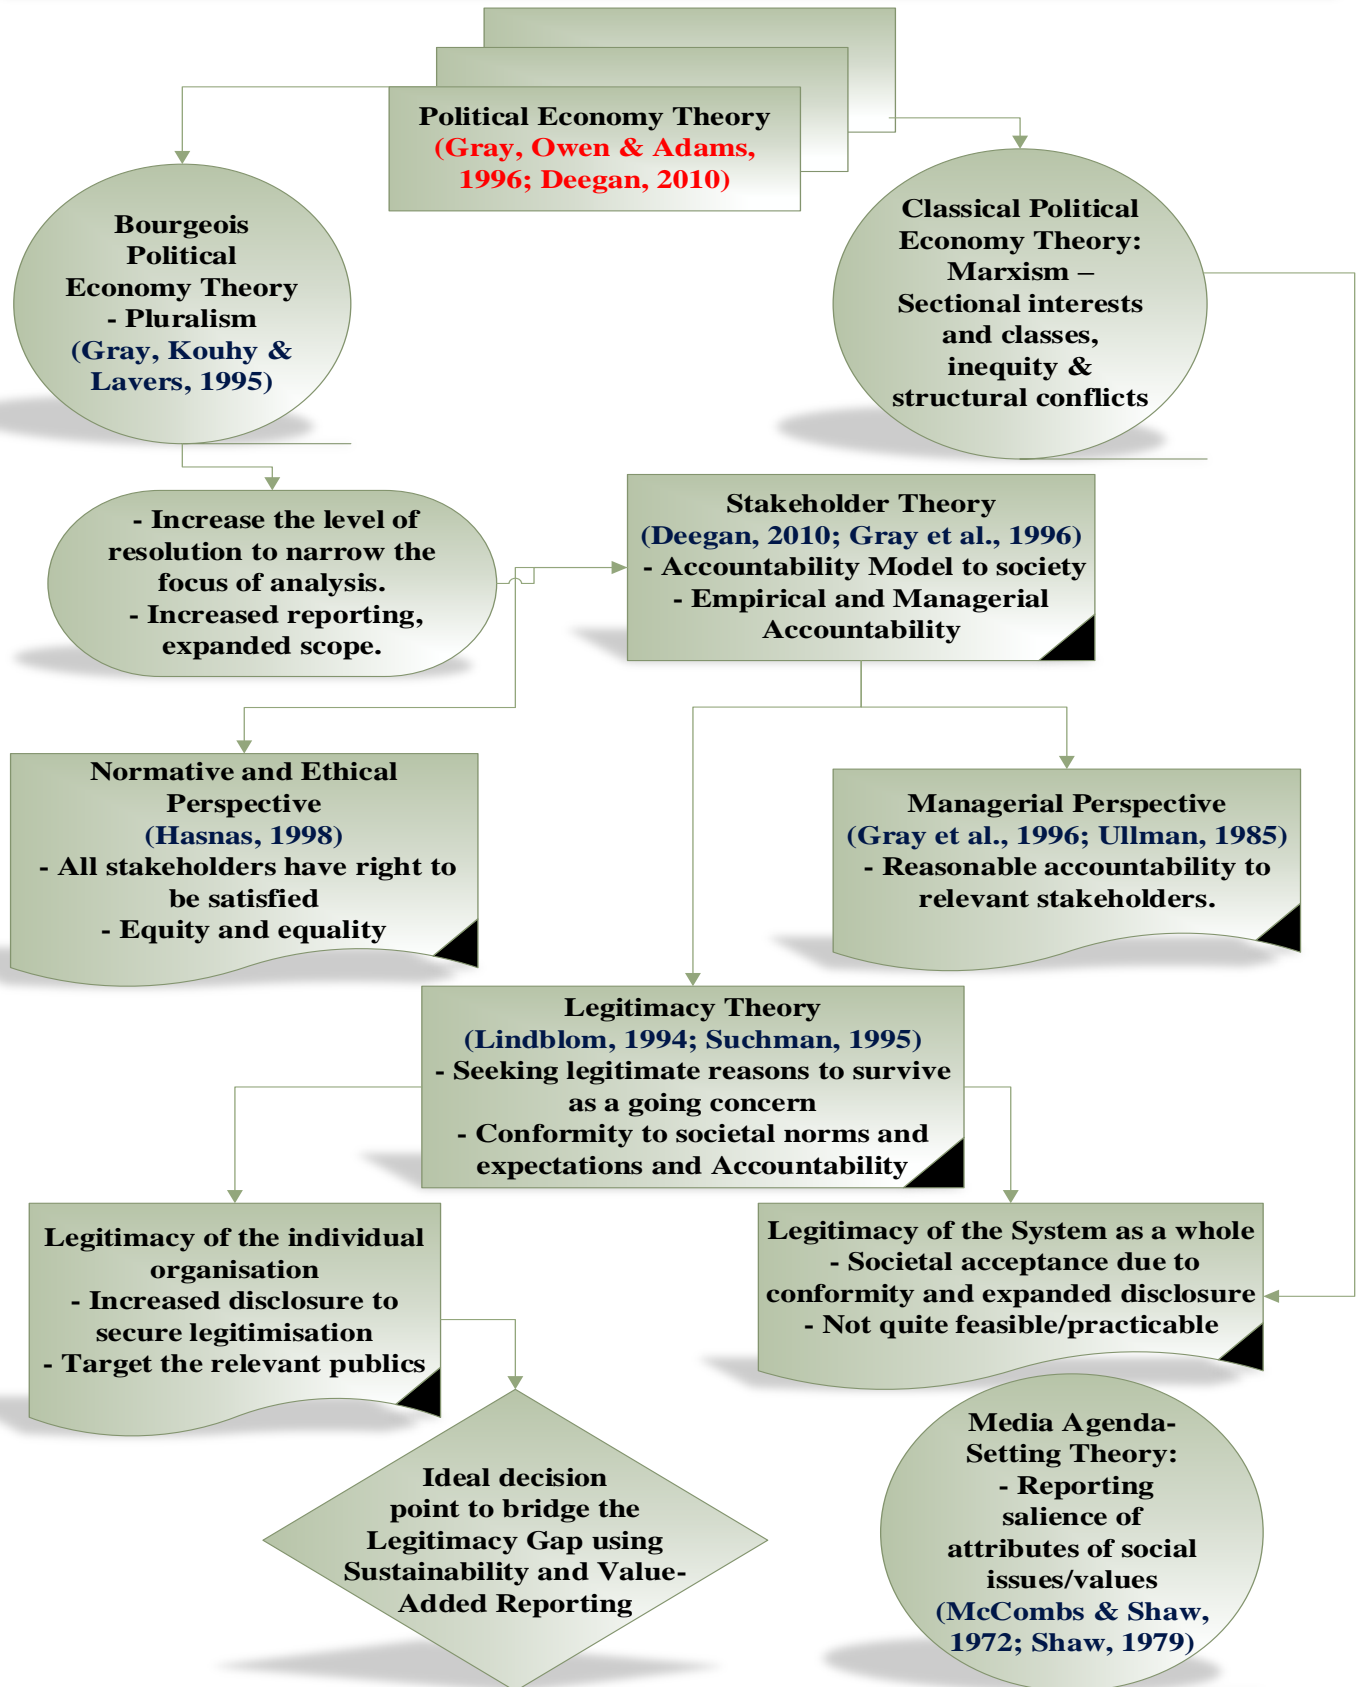 Political Economy Theory
(Gray, Owen & Adams,
1996; Deegan, 2010)
Bourgeois
Political
Economy Theory
- Pluralism
(Gray, Kouhy &
Lavers, 1995)
Classical Political
Economy Theory:
Marxism –
Sectional interests
and classes,
inequity &
structural conflicts
- Increase the level of
resolution to narrow the
focus of analysis.
- Increased reporting,
expanded scope.
Stakeholder Theory
(Deegan, 2010; Gray et al., 1996)
- Accountability Model to society
- Empirical and Managerial
Accountability
Normative and Ethical
Perspective
(Hasnas, 1998)
- All stakeholders have right to
be satisfied
- Equity and equality
Managerial Perspective
(Gray et al., 1996; Ullman, 1985)
- Reasonable accountability to
relevant stakeholders.
Legitimacy Theory
(Lindblom, 1994; Suchman, 1995)
- Seeking legitimate reasons to survive
as a going concern
- Conformity to societal norms and
expectations and Accountability
Legitimacy of the individual
organisation
- Increased disclosure to
secure legitimisation
- Target the relevant publics
Legitimacy of the System as a whole
- Societal acceptance due to
conformity and expanded disclosure
- Not quite feasible/practicable
Ideal decision
point to bridge the
Legitimacy Gap using
Sustainability and Value-
Added Reporting
Media Agenda-
Setting Theory:
- Reporting
salience of
attributes of social
issues/values
(McCombs & Shaw,
1972; Shaw, 1979)